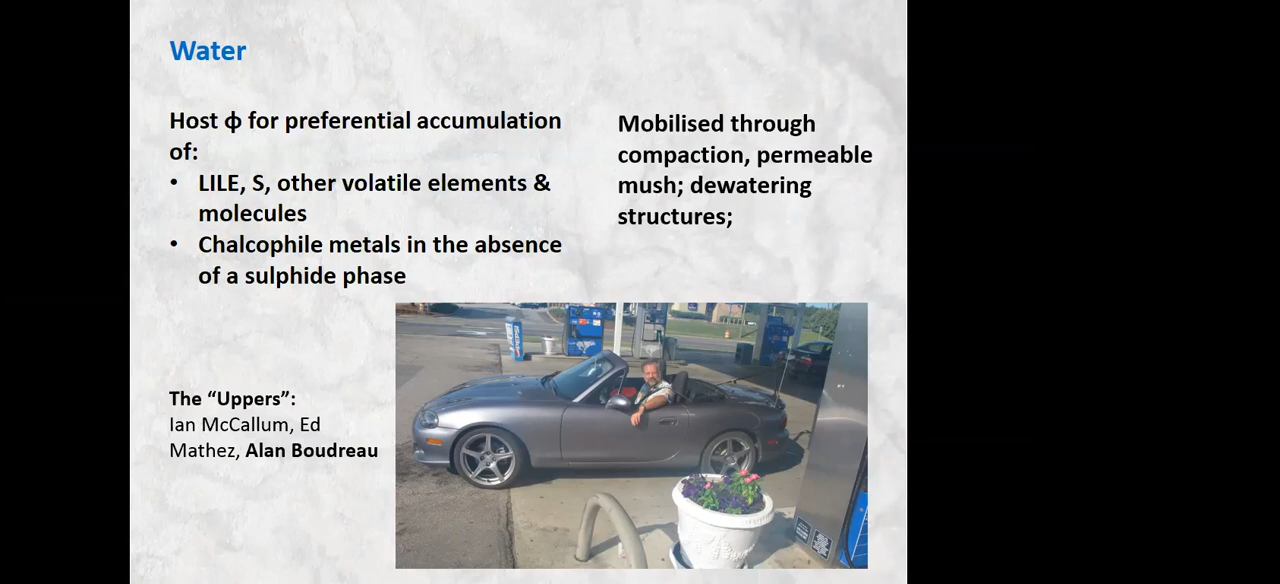 Water
Host ϕ for preferential accumulation
of:
• LILE, S, other volatile elements &
molecules
• Chalcophile metals in the absence
of a sulphide phase
Mobilised through
compaction, permeable
mush; dewatering
structures;
The “Uppers”:
Ian McCallum, Ed
Mathez, Alan Boudreau